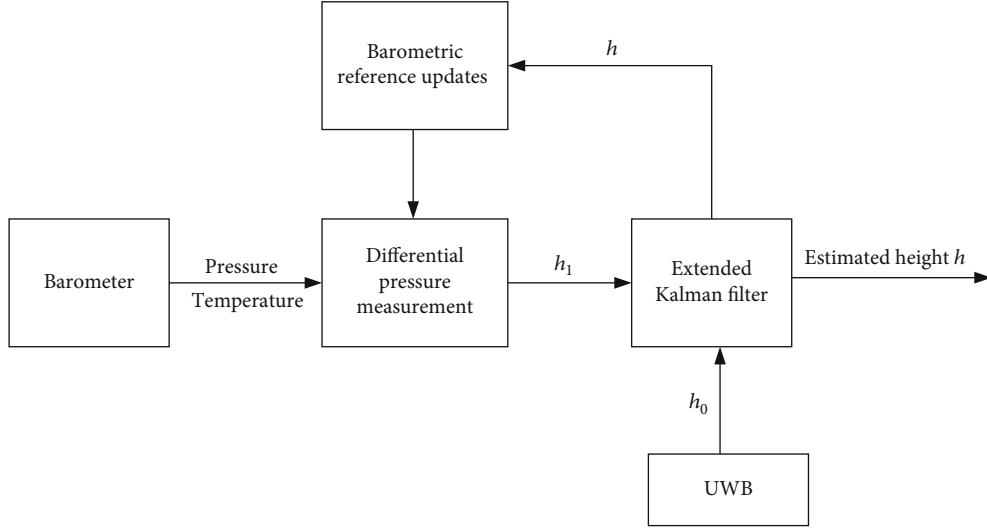 Barometric
reference updates
h
Barometer
Pressure
Temperature
Differential
pressure
measurement
h₁
Extended
Kalman filter
Estimated height h
h₀
UWB